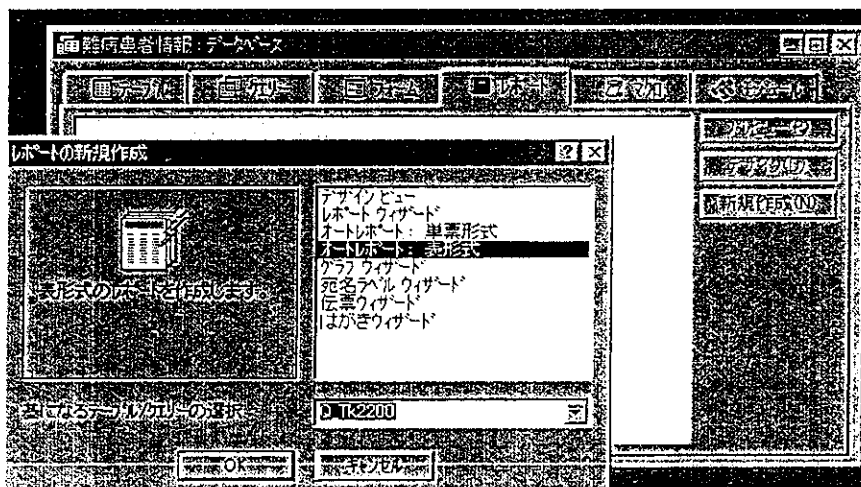 難病患者情報 : データベース
テーブル クエリー フォーム レポート マクロ モジュール
プレビュー(P)
デザイン(D)
新規作成(N)
レポートの新規作成
デザイン ビュー
レポート ウィザード
オートレポート : 単票形式
オートレポート : 表形式
グラフ ウィザード
宛名ラベル ウィザード
伝票ウィザード
はがきウィザード
表形式のレポートを作成します。
基になるテーブル/クエリーの選択:
Q_Tk2200
OK キャンセル